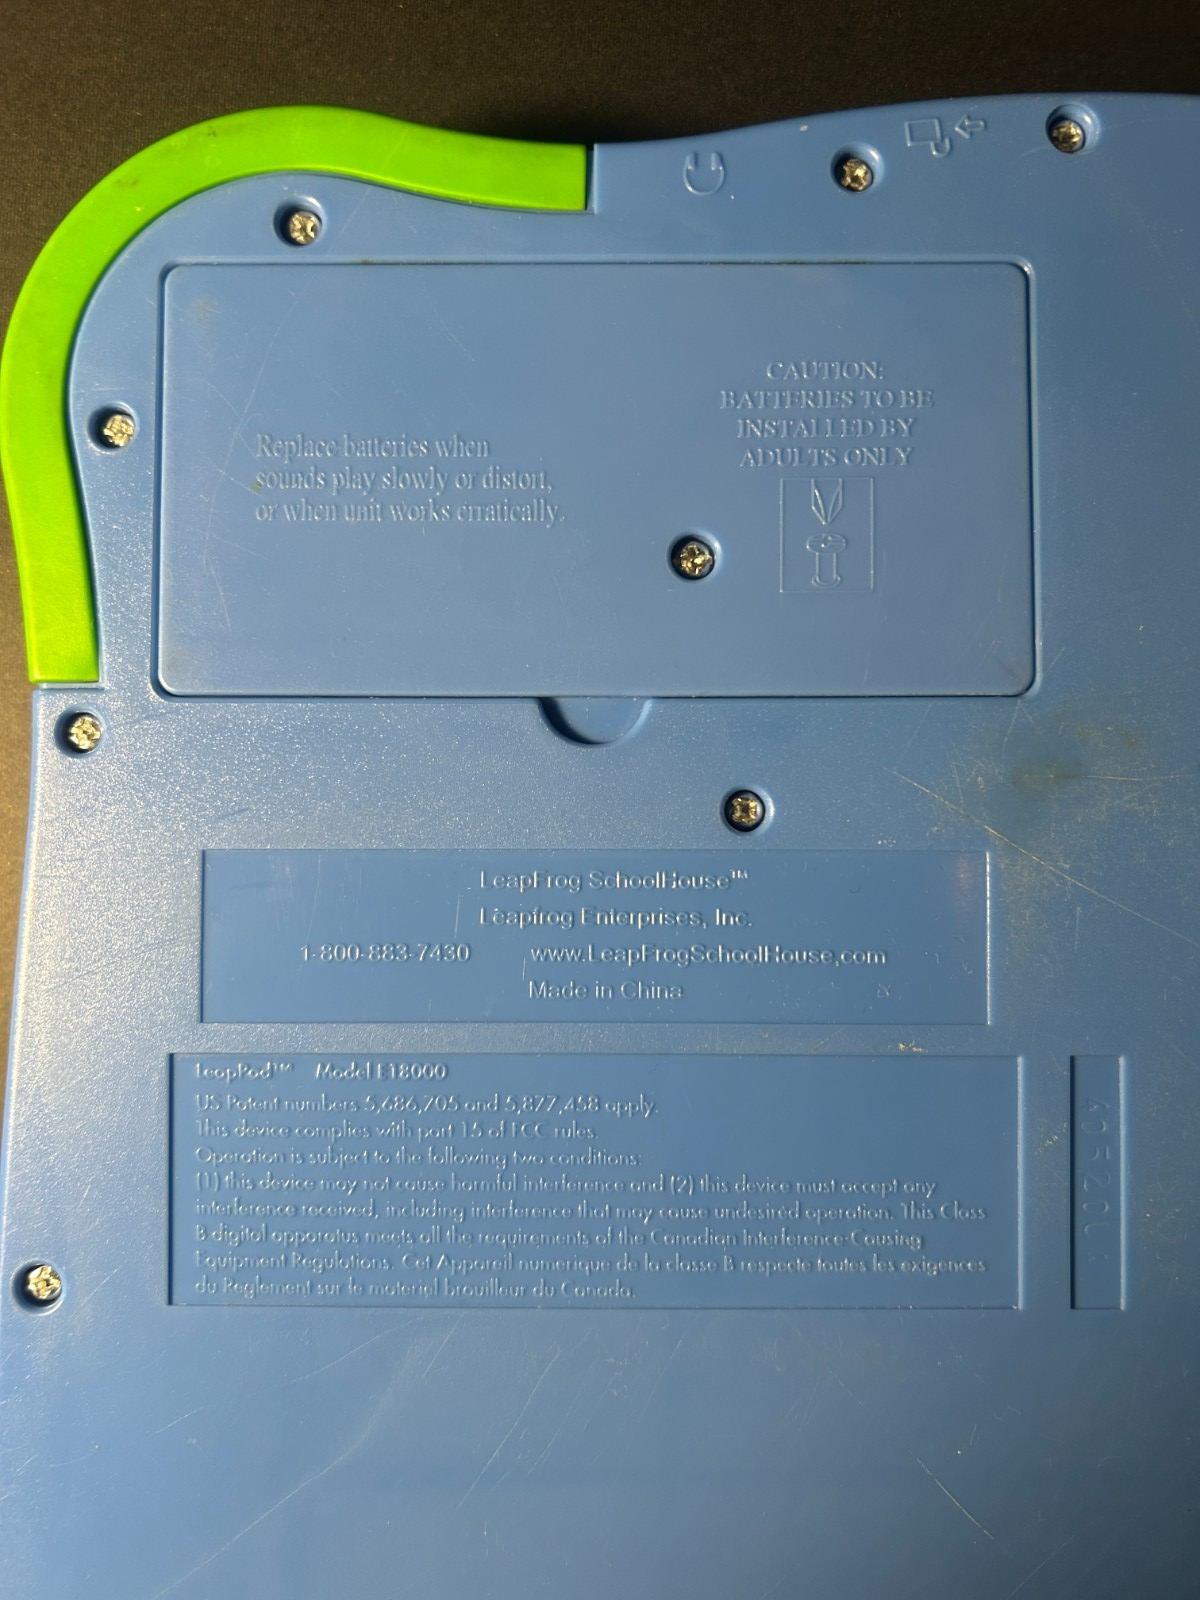 CAUTION:
BATTERIES TO BE
INSTALLED BY
ADULTS ONLY
Replace batteries when
sounds play slowly or distort,
or when unit works erratically.
LeapFrog SchoolHouse™
Leapfrog Enterprises, Inc.
1-800-883-7430 www.LeapFrogSchoolHouse.com
Made in China
LeapPad™ Model E18000
US Patent numbers 5,686,705 and 5,877,458 apply.
This device complies with part 15 of FCC rules.
Operation is subject to the following two conditions:
(1) this device may not cause harmful interference and (2) this device must accept any
interference received, including interference that may cause undesired operation. This Class
B digital apparatus meets all the requirements of the Canadian Interference-Causing
Equipment Regulations. Cet Appareil numerique de la classe B respecte toutes les exigences
du Reglement sur le materiel brouilleur du Canada.